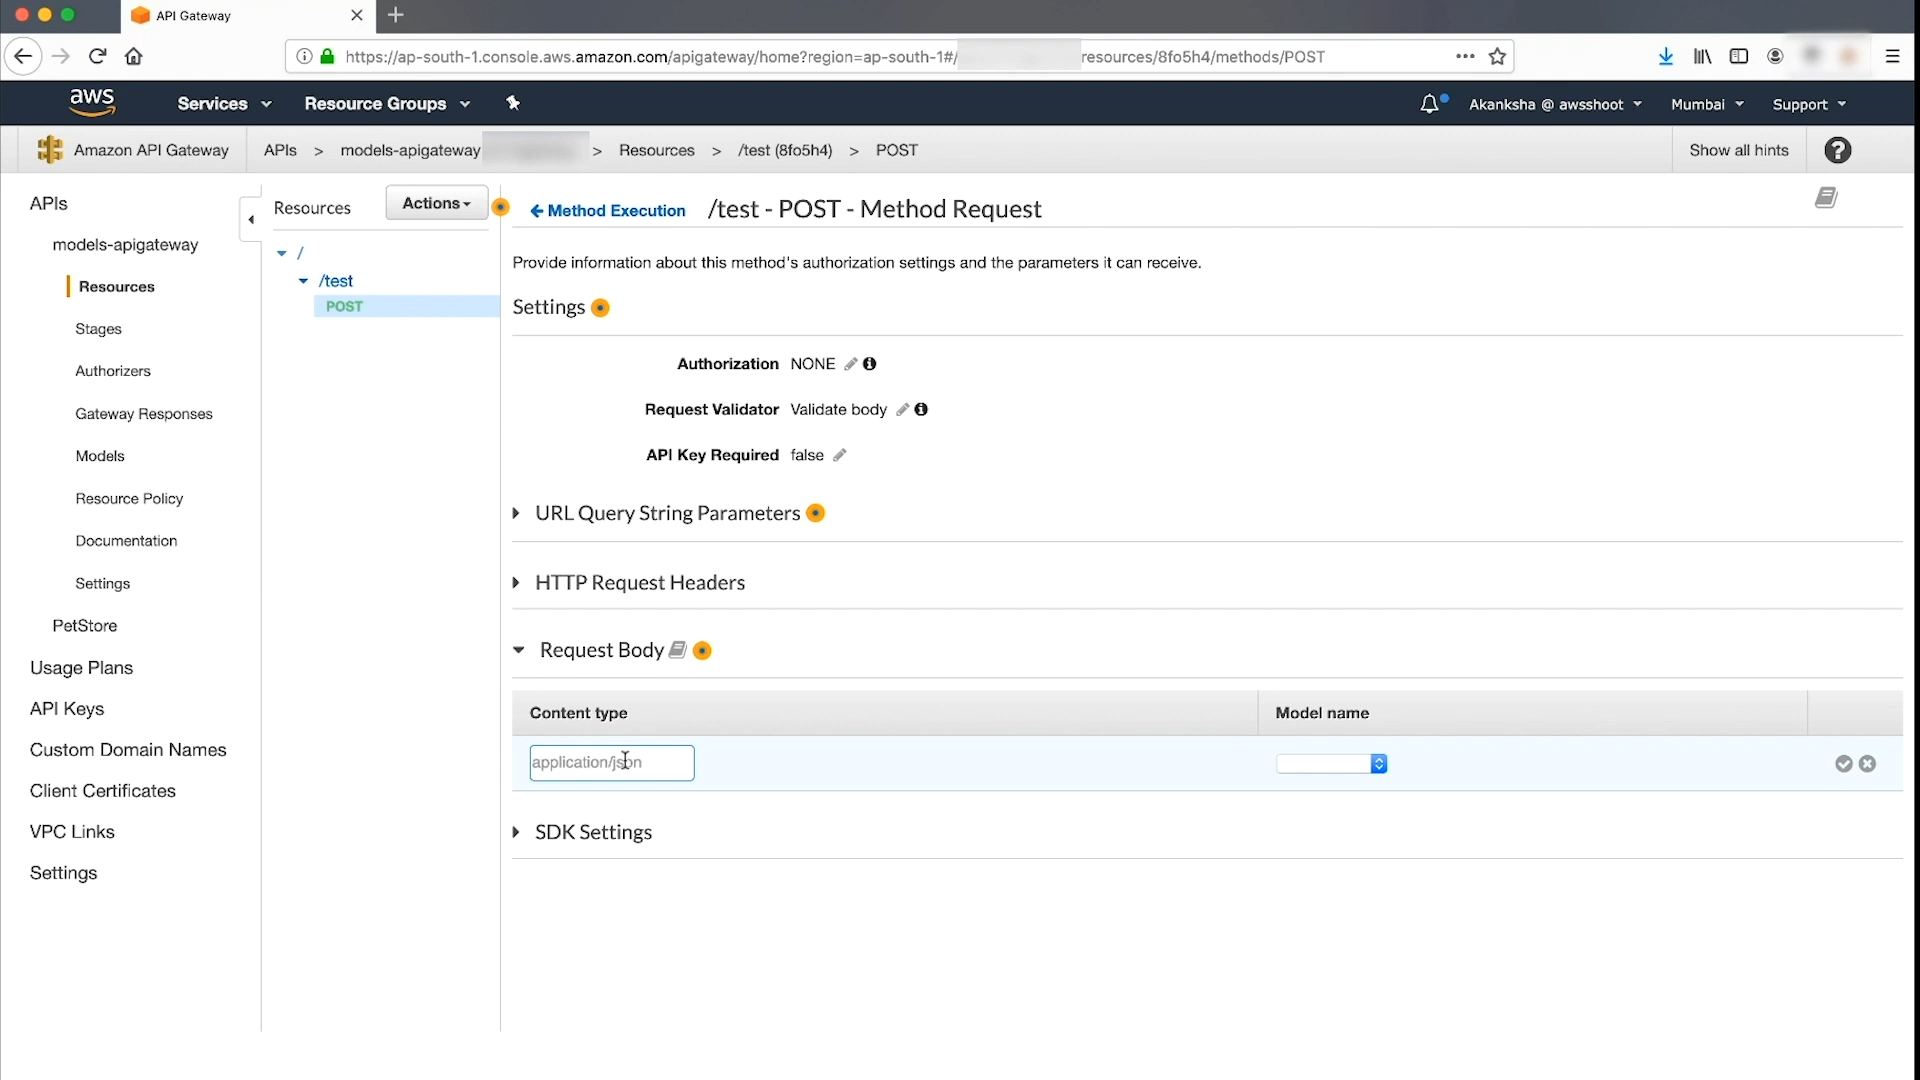 API Gateway
https://ap-south-1.console.aws.amazon.com/apigateway/home?region=ap-south-1#/ resources/8fo5h4/methods/POST
aws Services Resource Groups Akanksha @ awsshoot Mumbai Support
Amazon API Gateway APIs > models-apigateway > Resources > /test (8fo5h4) > POST Show all hints ?
APIs
models-apigateway
Resources
Stages
Authorizers
Gateway Responses
Models
Resource Policy
Documentation
Settings
PetStore
Usage Plans
API Keys
Custom Domain Names
Client Certificates
VPC Links
Settings
Resources Actions
/
/test
POST
Method Execution /test - POST - Method Request
Provide information about this method's authorization settings and the parameters it can receive.
Settings
Authorization NONE
Request Validator Validate body
API Key Required false
URL Query String Parameters
HTTP Request Headers
Request Body
Content type Model name
application/json
SDK Settings